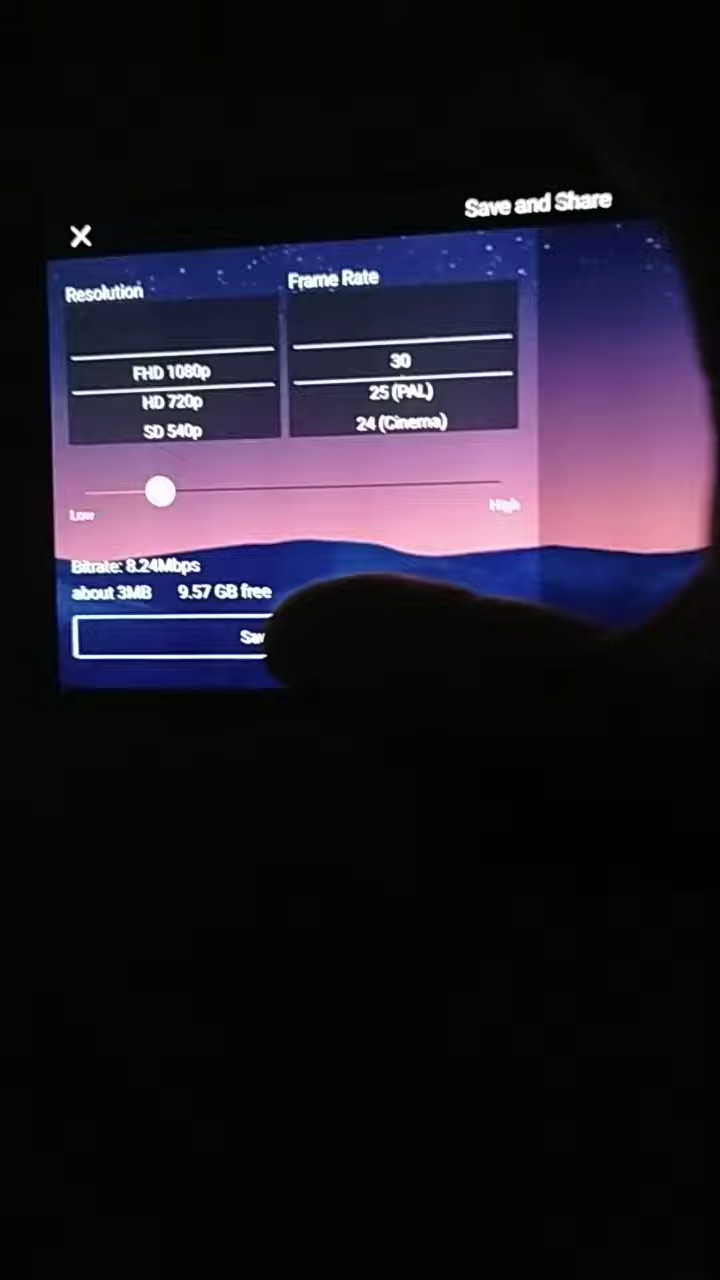 Save and Share
Resolution
Frame Rate
FHD 1080p
30
HD 720p
25 (PAL)
SD 540p
24 (Cinema)
Low
High
Bitrate: 8.24Mbps
about 3MB 9.57 GB free